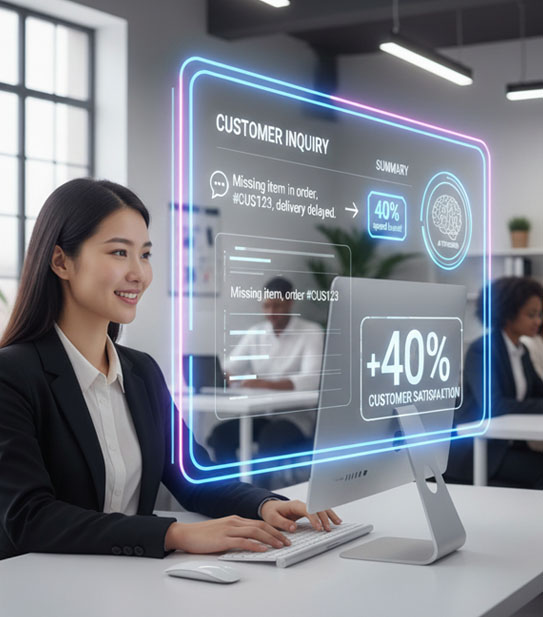 CUSTOMER INQUIRY
SUMMARY
Missing item in order,
#CUS123, delivery delayed.
40%
Missing item, order #CUS123
+40%
CUSTOMER SATISFACTION